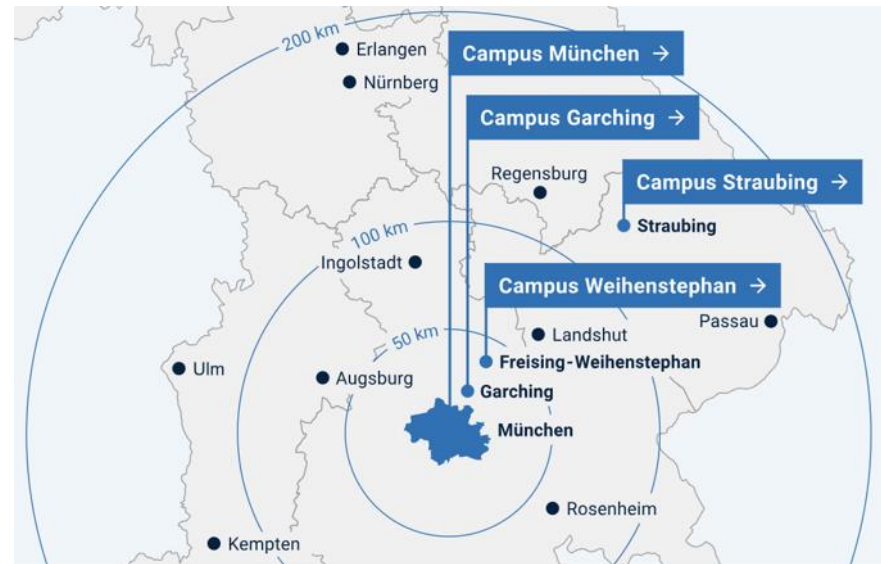 200 km
Erlangen
Campus München →
Nürnberg
Campus Garching →
Regensburg
Campus Straubing →
Straubing
100 km
Ingolstadt
Campus Weihenstephan →
Passau
50 km
Landshut
Freising-Weihenstephan
Ulm
Augsburg
Garching
München
Rosenheim
Kempten